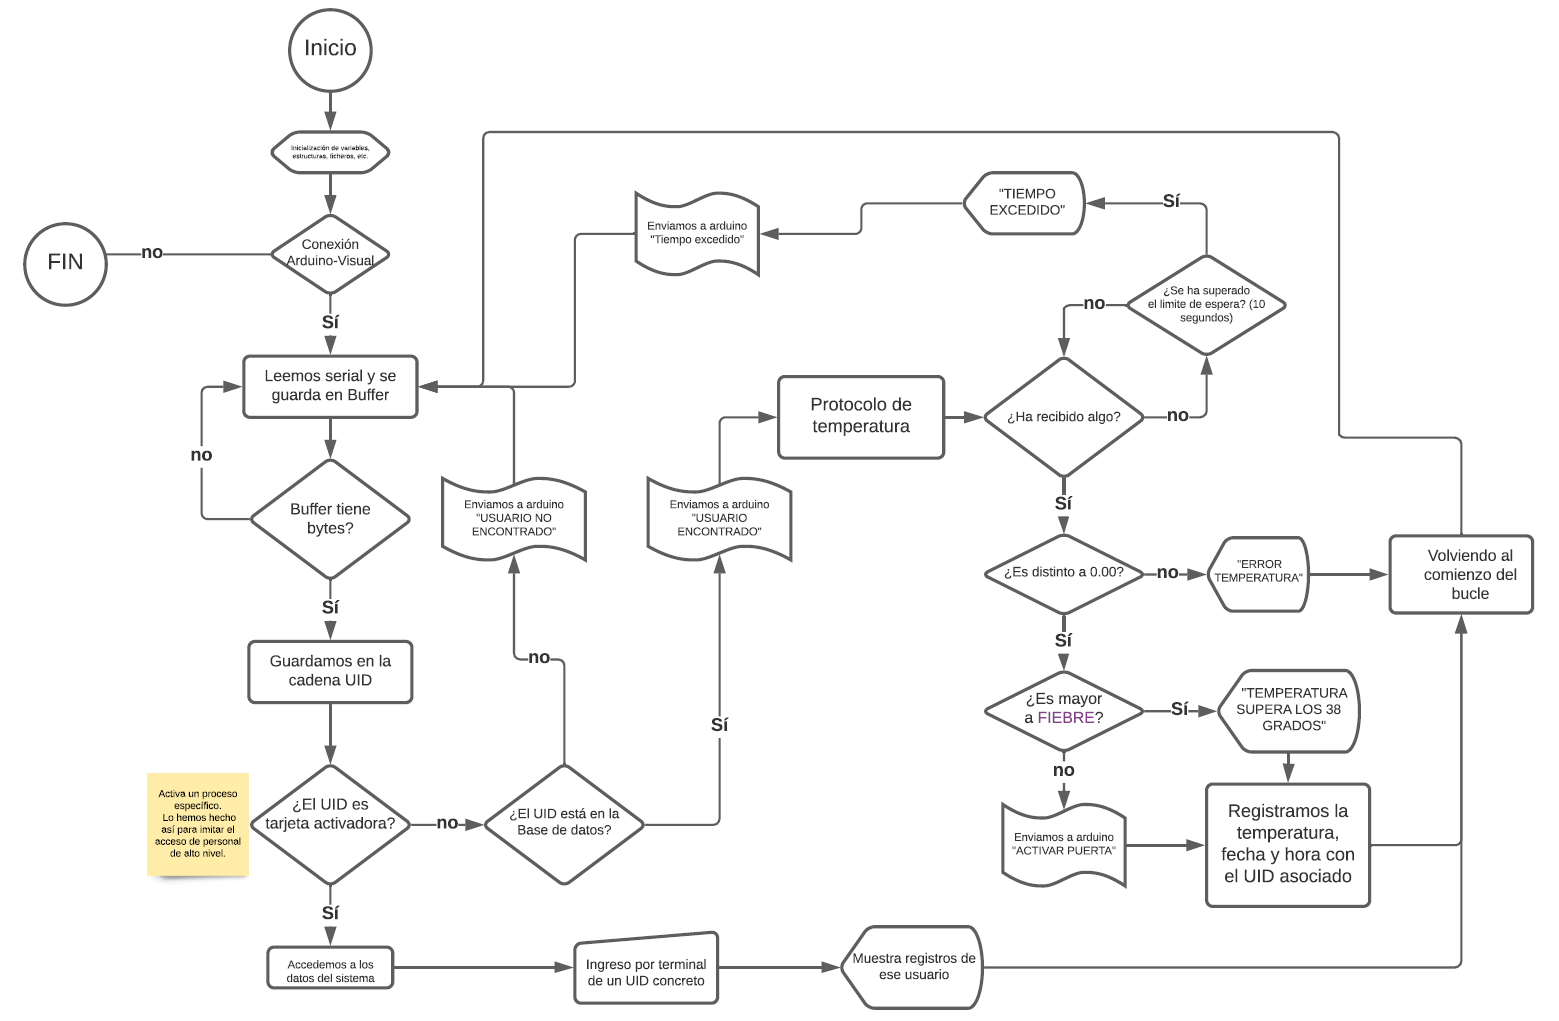 Inicio
Inicialización de variables,
estructuras, ficheros, etc.
Conexión
Arduino-Visual
no
FIN
Sí
Leemos serial y se
guarda en Buffer
no
Buffer tiene
bytes?
Sí
Guardamos en la
cadena UID
Activa un proceso
específico.
Lo hemos hecho
así para imitar el
acceso de personal
de alto nivel.
¿El UID es
tarjeta activadora?
no
Sí
Accedemos a los
datos del sistema
Ingreso por terminal
de un UID concreto
Muestra registros de
ese usuario
¿El UID está en la
Base de datos?
no
Enviamos a arduino
"USUARIO NO
ENCONTRADO"
Sí
Enviamos a arduino
"USUARIO
ENCONTRADO"
Protocolo de
temperatura
¿Ha recibido algo?
no
¿Se ha superado
el limite de espera? (10
segundos)
no
Sí
"TIEMPO
EXCEDIDO"
Enviamos a arduino
"Tiempo excedido"
Sí
¿Es distinto a 0.00?
no
"ERROR
TEMPERATURA"
Volviendo al
comienzo del
bucle
Sí
¿Es mayor
a FIEBRE?
Sí
"TEMPERATURA
SUPERA LOS 38
GRADOS"
no
Enviamos a arduino
"ACTIVAR PUERTA"
Registramos la
temperatura,
fecha y hora con
el UID asociado